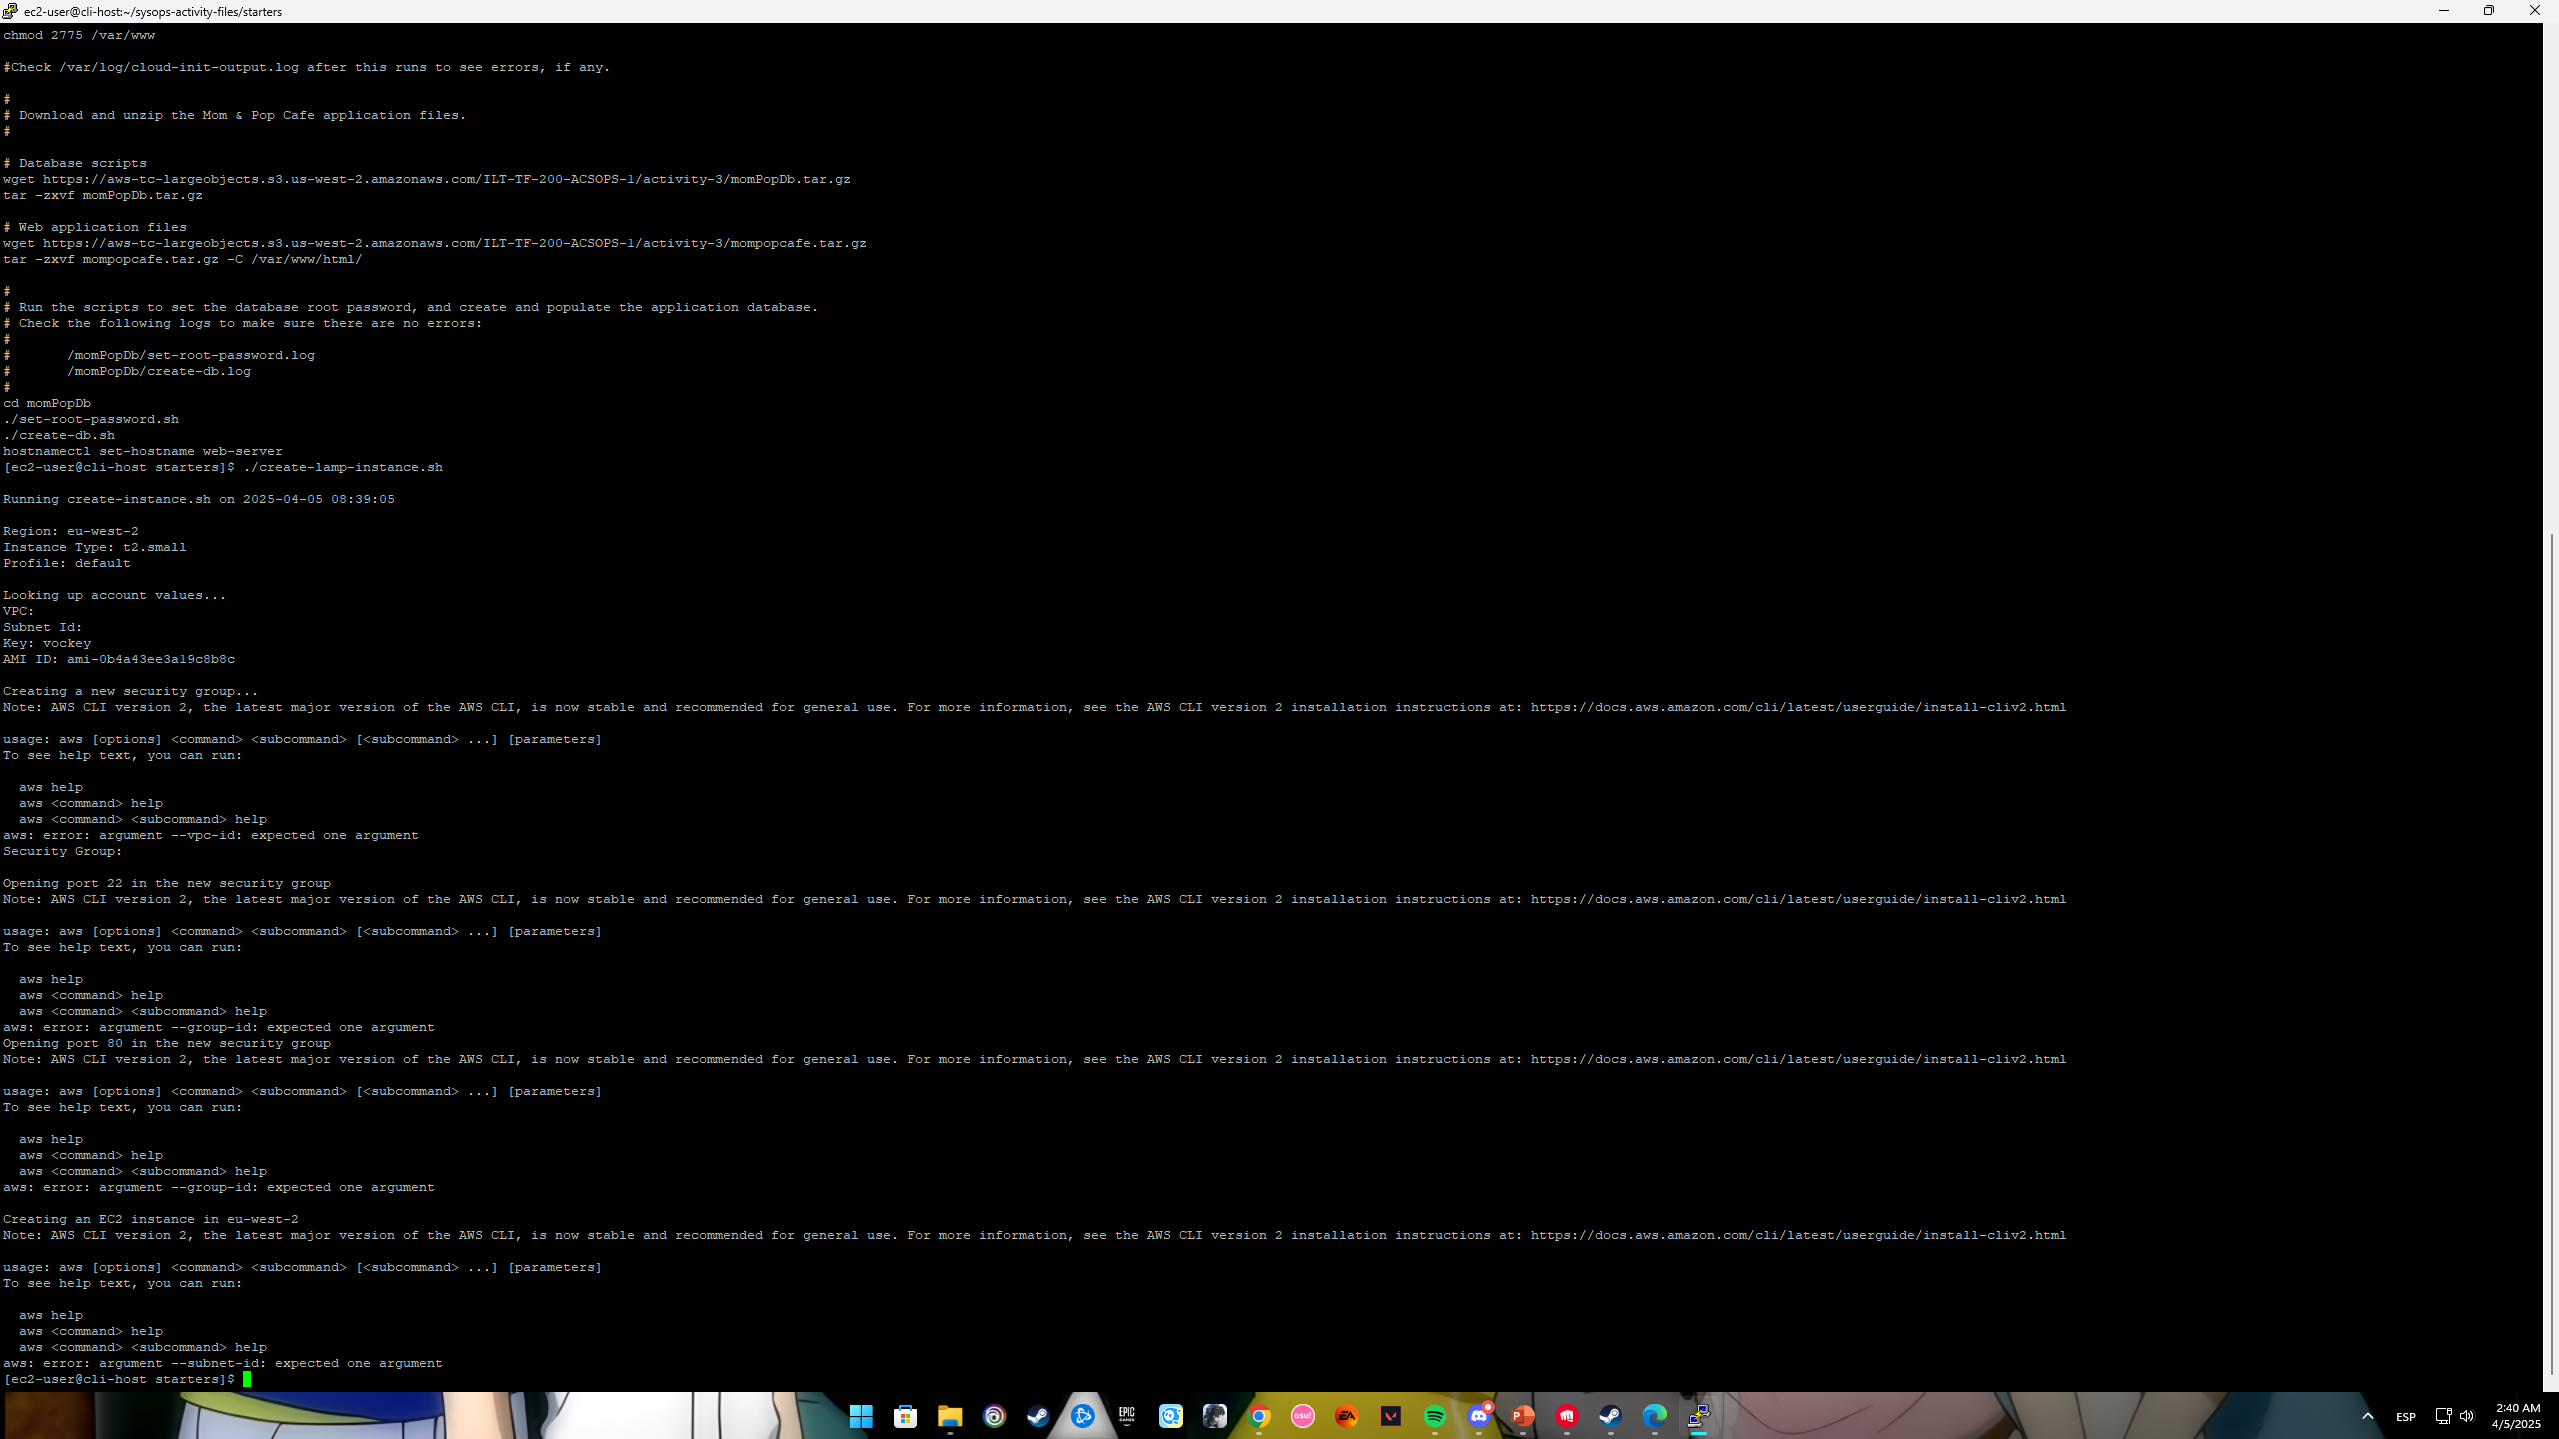 ec2-user@cli-host:~/sysops-activity-files/starters
chmod 2775 /var/www
#Check /var/log/cloud-init-output.log after this runs to see errors, if any.
#
# Download and unzip the Mom & Pop Cafe application files.
#
# Database scripts
wget https://aws-tc-largeobjects.s3.us-west-2.amazonaws.com/ILT-TF-200-ACSOPS-1/activity-3/momPopDb.tar.gz
tar -zxvf momPopDb.tar.gz
# Web application files
wget https://aws-tc-largeobjects.s3.us-west-2.amazonaws.com/ILT-TF-200-ACSOPS-1/activity-3/mompopcafe.tar.gz
tar -zxvf mompopcafe.tar.gz -C /var/www/html/
#
# Run the scripts to set the database root password, and create and populate the application database.
# Check the following logs to make sure there are no errors:
#
#       /momPopDb/set-root-password.log
#       /momPopDb/create-db.log
#
cd momPopDb
./set-root-password.sh
./create-db.sh
hostnamectl set-hostname web-server
[ec2-user@cli-host starters]$ ./create-lamp-instance.sh
Running create-instance.sh on 2025-04-05 08:39:05
Region: eu-west-2
Instance Type: t2.small
Profile: default
Looking up account values...
VPC:
Subnet Id:
Key: vockey
AMI ID: ami-0b4a43ee3a19c8b8c
Creating a new security group...
Note: AWS CLI version 2, the latest major version of the AWS CLI, is now stable and recommended for general use. For more information, see the AWS CLI version 2 installation instructions at: https://docs.aws.amazon.com/cli/latest/userguide/install-cliv2.html
usage: aws [options] <command> <subcommand> [<subcommand> ...] [parameters]
To see help text, you can run:
  aws help
  aws <command> help
  aws <command> <subcommand> help
aws: error: argument --vpc-id: expected one argument
Security Group:
Opening port 22 in the new security group
Note: AWS CLI version 2, the latest major version of the AWS CLI, is now stable and recommended for general use. For more information, see the AWS CLI version 2 installation instructions at: https://docs.aws.amazon.com/cli/latest/userguide/install-cliv2.html
usage: aws [options] <command> <subcommand> [<subcommand> ...] [parameters]
To see help text, you can run:
  aws help
  aws <command> help
  aws <command> <subcommand> help
aws: error: argument --group-id: expected one argument
Opening port 80 in the new security group
Note: AWS CLI version 2, the latest major version of the AWS CLI, is now stable and recommended for general use. For more information, see the AWS CLI version 2 installation instructions at: https://docs.aws.amazon.com/cli/latest/userguide/install-cliv2.html
usage: aws [options] <command> <subcommand> [<subcommand> ...] [parameters]
To see help text, you can run:
  aws help
  aws <command> help
  aws <command> <subcommand> help
aws: error: argument --group-id: expected one argument
Creating an EC2 instance in eu-west-2
Note: AWS CLI version 2, the latest major version of the AWS CLI, is now stable and recommended for general use. For more information, see the AWS CLI version 2 installation instructions at: https://docs.aws.amazon.com/cli/latest/userguide/install-cliv2.html
usage: aws [options] <command> <subcommand> [<subcommand> ...] [parameters]
To see help text, you can run:
  aws help
  aws <command> help
  aws <command> <subcommand> help
aws: error: argument --subnet-id: expected one argument
[ec2-user@cli-host starters]$
EPIC GAMES osu! EA P ESP 2:40 AM
4/5/2025